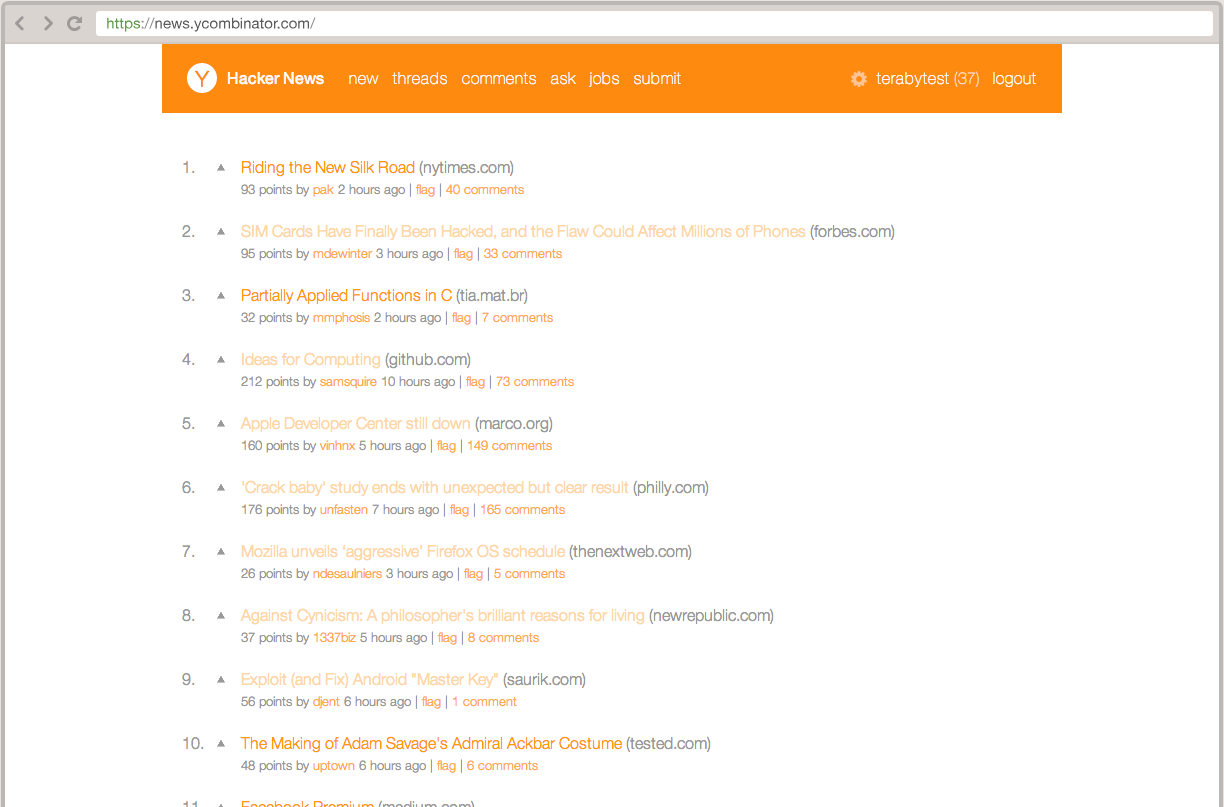 https://news.ycombinator.com/
Y Hacker News new threads comments ask jobs submit terabytest (37) logout
1. ▲ Riding the New Silk Road (nytimes.com)
93 points by pak 2 hours ago | flag | 40 comments
2. ▲ SIM Cards Have Finally Been Hacked, and the Flaw Could Affect Millions of Phones (forbes.com)
95 points by mdewinter 3 hours ago | flag | 33 comments
3. ▲ Partially Applied Functions in C (tia.mat.br)
32 points by mmphosis 2 hours ago | flag | 7 comments
4. ▲ Ideas for Computing (github.com)
212 points by samsquire 10 hours ago | flag | 73 comments
5. ▲ Apple Developer Center still down (marco.org)
160 points by vinhnx 5 hours ago | flag | 149 comments
6. ▲ ‘Crack baby’ study ends with unexpected but clear result (philly.com)
176 points by unfasten 7 hours ago | flag | 165 comments
7. ▲ Mozilla unveils ‘aggressive’ Firefox OS schedule (thenextweb.com)
26 points by ndesaulniers 3 hours ago | flag | 5 comments
8. ▲ Against Cynicism: A philosopher's brilliant reasons for living (newrepublic.com)
37 points by 1337biz 5 hours ago | flag | 8 comments
9. ▲ Exploit (and Fix) Android "Master Key" (saurik.com)
56 points by djent 6 hours ago | flag | 1 comment
10. ▲ The Making of Adam Savage's Admiral Ackbar Costume (tested.com)
48 points by uptown 6 hours ago | flag | 6 comments
11. ▲ Facebook Premium (medium.com)